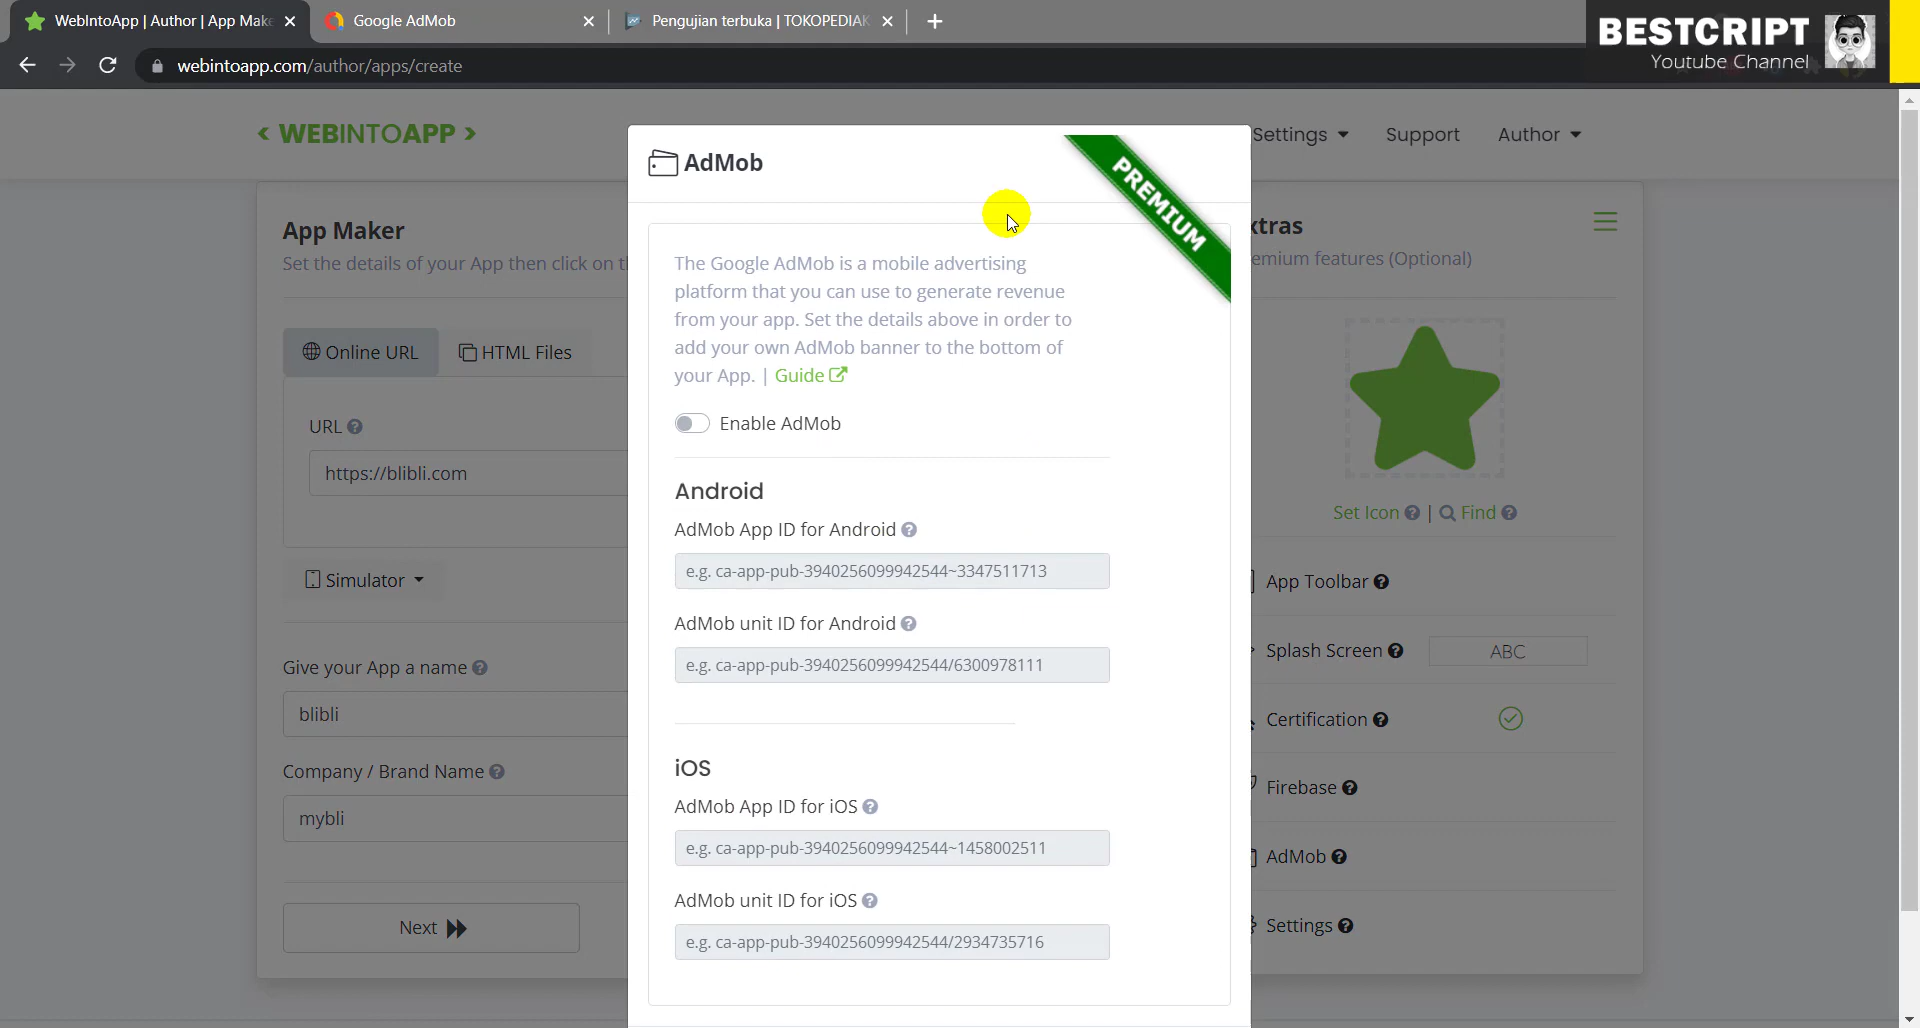 WebIntoApp | Author | App Make
Google AdMob
Pengujian terbuka | TOKOPEDIAK
BESTCRIPT
Youtube Channel
webintoapp.com/author/apps/create
< WEBINTOAPP >
Settings
Support
Author
AdMob
PREMIUM
App Maker
Set the details of your App then click on t
The Google AdMob is a mobile advertising
platform that you can use to generate revenue
from your app. Set the details above in order to
add your own AdMob banner to the bottom of
your App. | Guide
Enable AdMob
Android
AdMob App ID for Android
e.g. ca-app-pub-3940256099942544~3347511713
AdMob unit ID for Android
e.g. ca-app-pub-3940256099942544/6300978111
iOS
AdMob App ID for iOS
e.g. ca-app-pub-3940256099942544~1458002511
AdMob unit ID for iOS
e.g. ca-app-pub-3940256099942544/2934735716
Online URL
HTML Files
URL
https://blibli.com
Simulator
Give your App a name
blibli
Company / Brand Name
mybli
Next
xtras
emium features (Optional)
Set Icon | Find
App Toolbar
Splash Screen
ABC
Certification
Firebase
AdMob
Settings